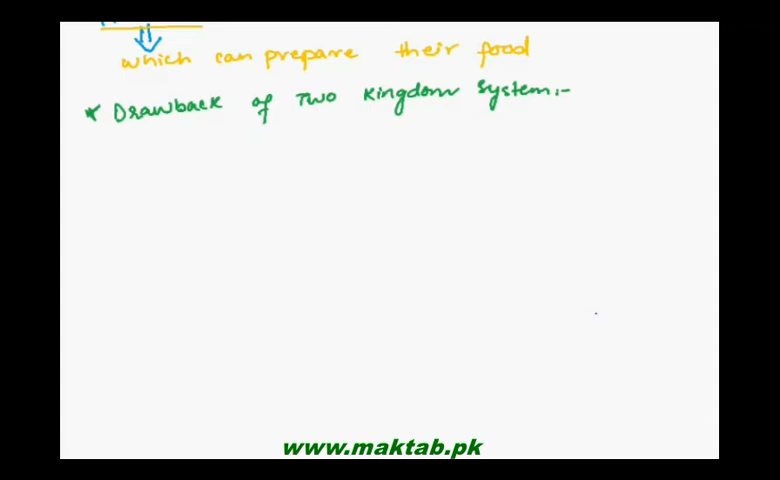 which can prepare their food
* Drawback of Two Kingdom System:-
www.maktab.pk